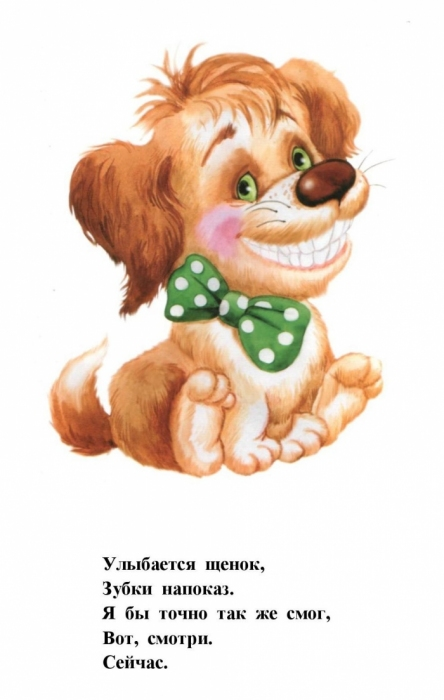 Улыбается щенок,
Зубки напоказ.
Я бы точно так же смог,
Вот, смотри.
Сейчас.